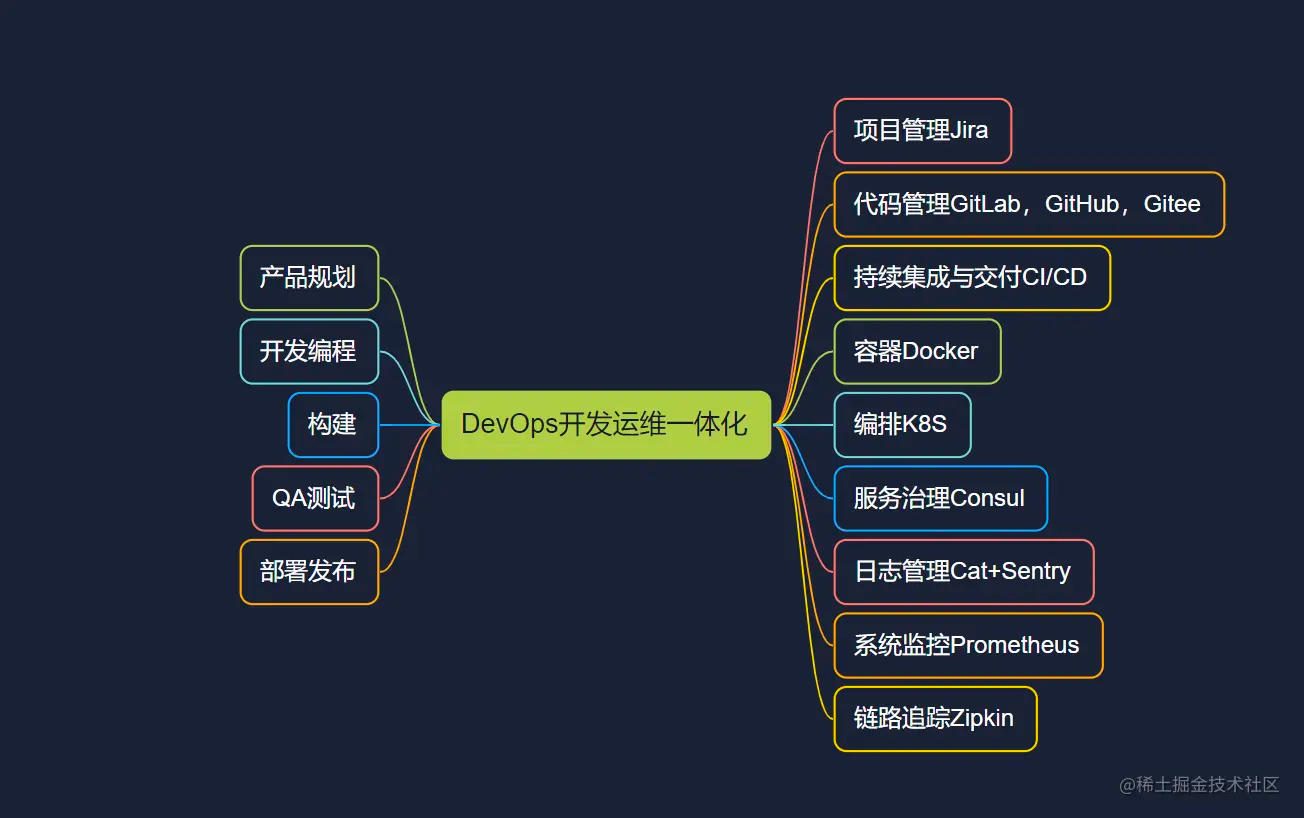 产品规划
开发编程
构建
QA测试
部署发布
DevOps开发运维一体化
项目管理Jira
代码管理GitLab，GitHub，Gitee
持续集成与交付CI/CD
容器Docker
编排K8S
服务治理Consul
日志管理Cat+Sentry
系统监控Prometheus
链路追踪Zipkin
@稀土掘金技术社区